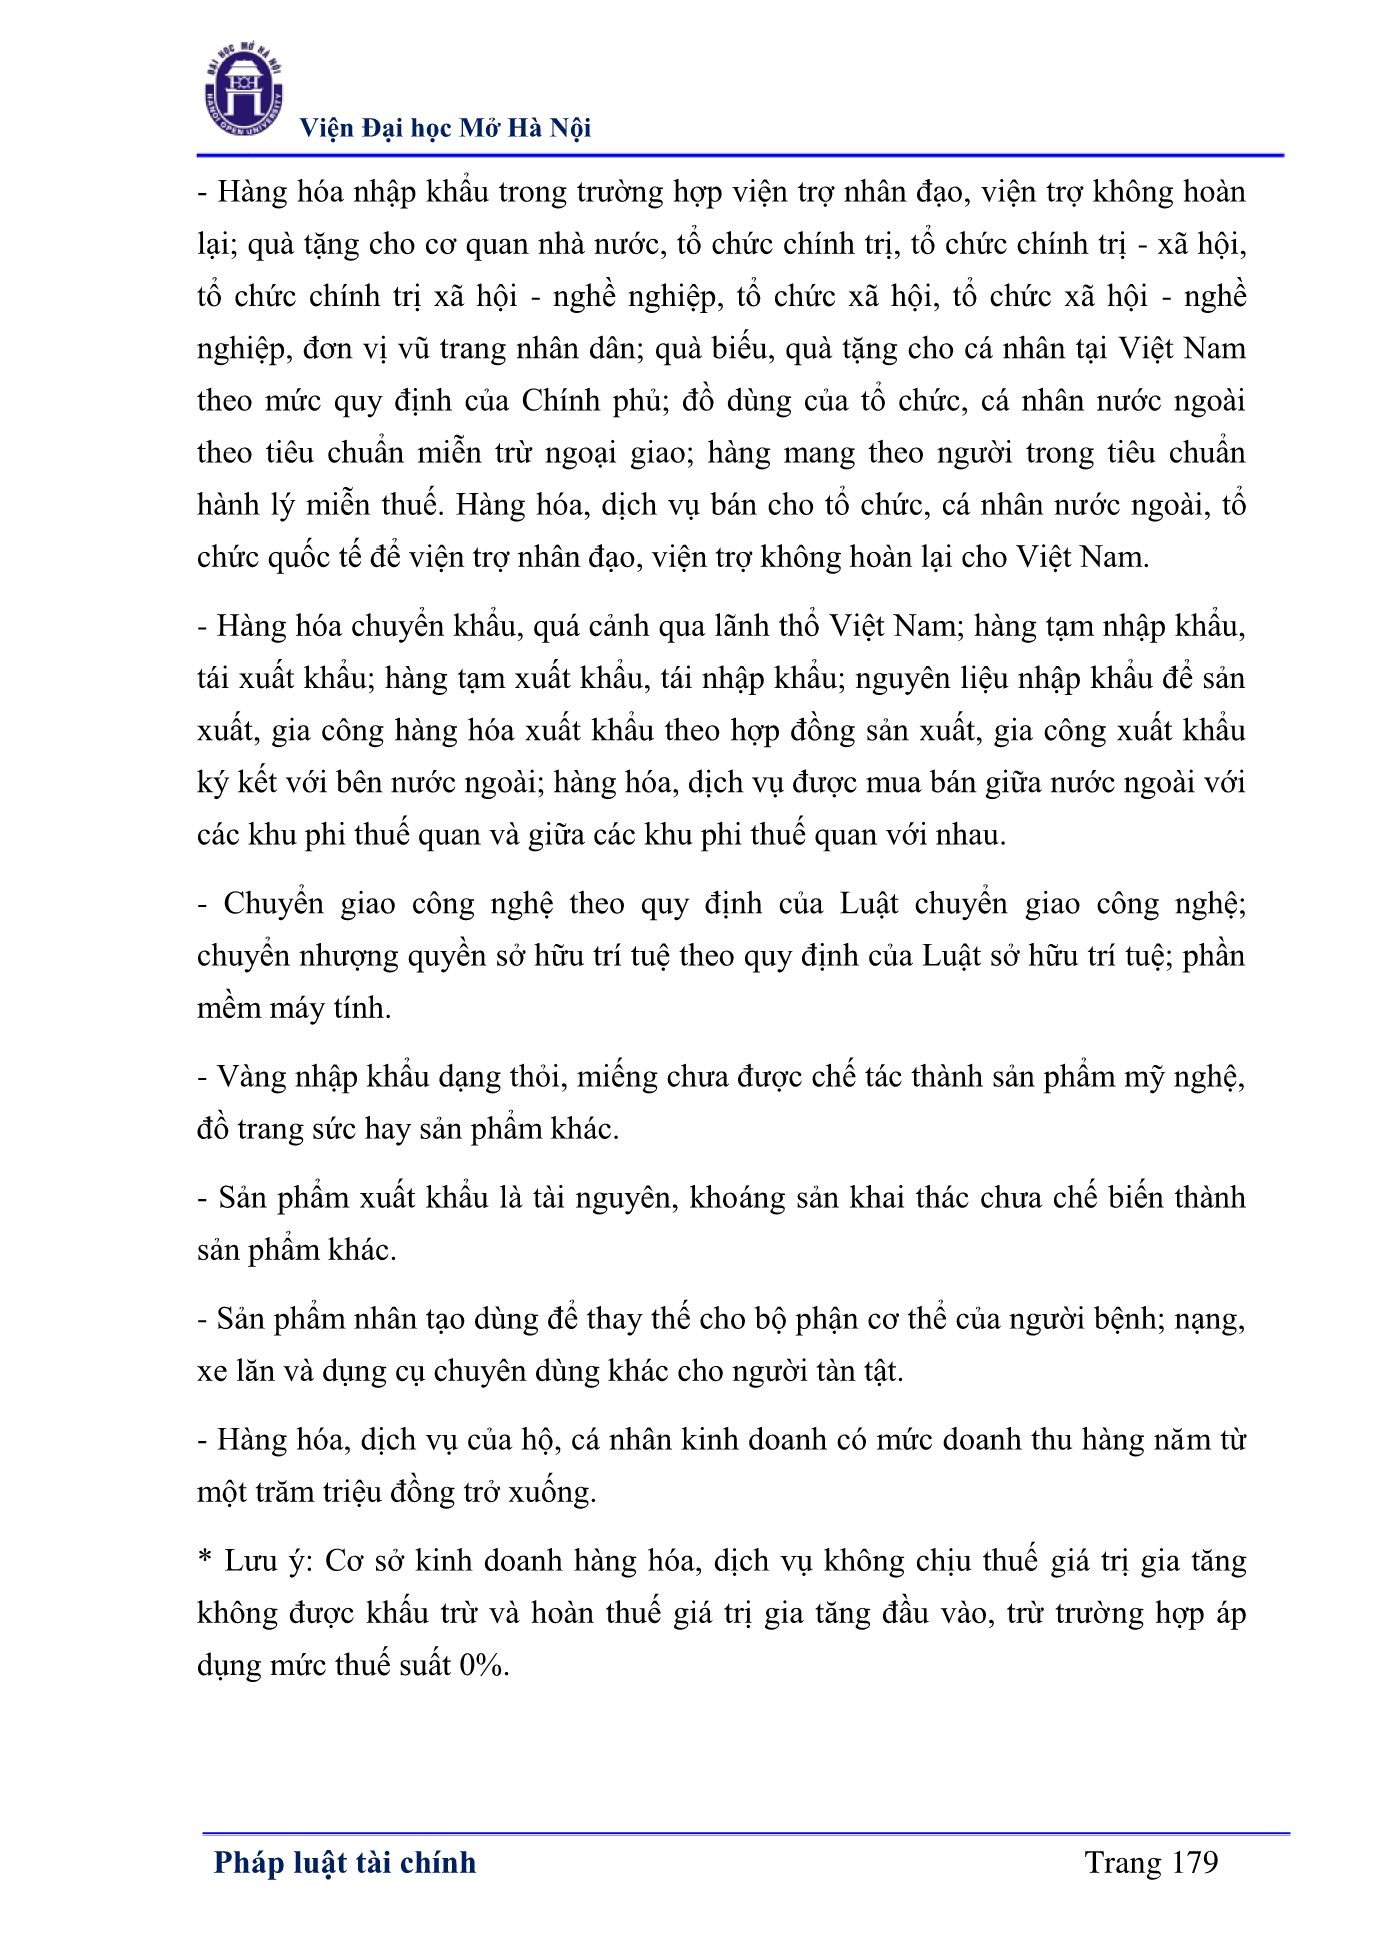 ĐẠI HỌC MỞ HÀ NỘI
HANOI OPEN UNIVERSITY
Viện Đại học Mở Hà Nội
- Hàng hóa nhập khẩu trong trường hợp viện trợ nhân đạo, viện trợ không hoàn
lại; quà tặng cho cơ quan nhà nước, tổ chức chính trị, tổ chức chính trị - xã hội,
tổ chức chính trị xã hội - nghề nghiệp, tổ chức xã hội, tổ chức xã hội - nghề
nghiệp, đơn vị vũ trang nhân dân; quà biếu, quà tặng cho cá nhân tại Việt Nam
theo mức quy định của Chính phủ; đồ dùng của tổ chức, cá nhân nước ngoài
theo tiêu chuẩn miễn trừ ngoại giao; hàng mang theo người trong tiêu chuẩn
hành lý miễn thuế. Hàng hóa, dịch vụ bán cho tổ chức, cá nhân nước ngoài, tổ
chức quốc tế để viện trợ nhân đạo, viện trợ không hoàn lại cho Việt Nam.
- Hàng hóa chuyển khẩu, quá cảnh qua lãnh thổ Việt Nam; hàng tạm nhập khẩu,
tái xuất khẩu; hàng tạm xuất khẩu, tái nhập khẩu; nguyên liệu nhập khẩu để sản
xuất, gia công hàng hóa xuất khẩu theo hợp đồng sản xuất, gia công xuất khẩu
ký kết với bên nước ngoài; hàng hóa, dịch vụ được mua bán giữa nước ngoài với
các khu phi thuế quan và giữa các khu phi thuế quan với nhau.
- Chuyển giao công nghệ theo quy định của Luật chuyển giao công nghệ;
chuyển nhượng quyền sở hữu trí tuệ theo quy định của Luật sở hữu trí tuệ; phần
mềm máy tính.
- Vàng nhập khẩu dạng thỏi, miếng chưa được chế tác thành sản phẩm mỹ nghệ,
đồ trang sức hay sản phẩm khác.
- Sản phẩm xuất khẩu là tài nguyên, khoáng sản khai thác chưa chế biến thành
sản phẩm khác.
- Sản phẩm nhân tạo dùng để thay thế cho bộ phận cơ thể của người bệnh; nạng,
xe lăn và dụng cụ chuyên dùng khác cho người tàn tật.
- Hàng hóa, dịch vụ của hộ, cá nhân kinh doanh có mức doanh thu hàng năm từ
một trăm triệu đồng trở xuống.
* Lưu ý: Cơ sở kinh doanh hàng hóa, dịch vụ không chịu thuế giá trị gia tăng
không được khấu trừ và hoàn thuế giá trị gia tăng đầu vào, trừ trường hợp áp
dụng mức thuế suất 0%.
Pháp luật tài chính
Trang 179